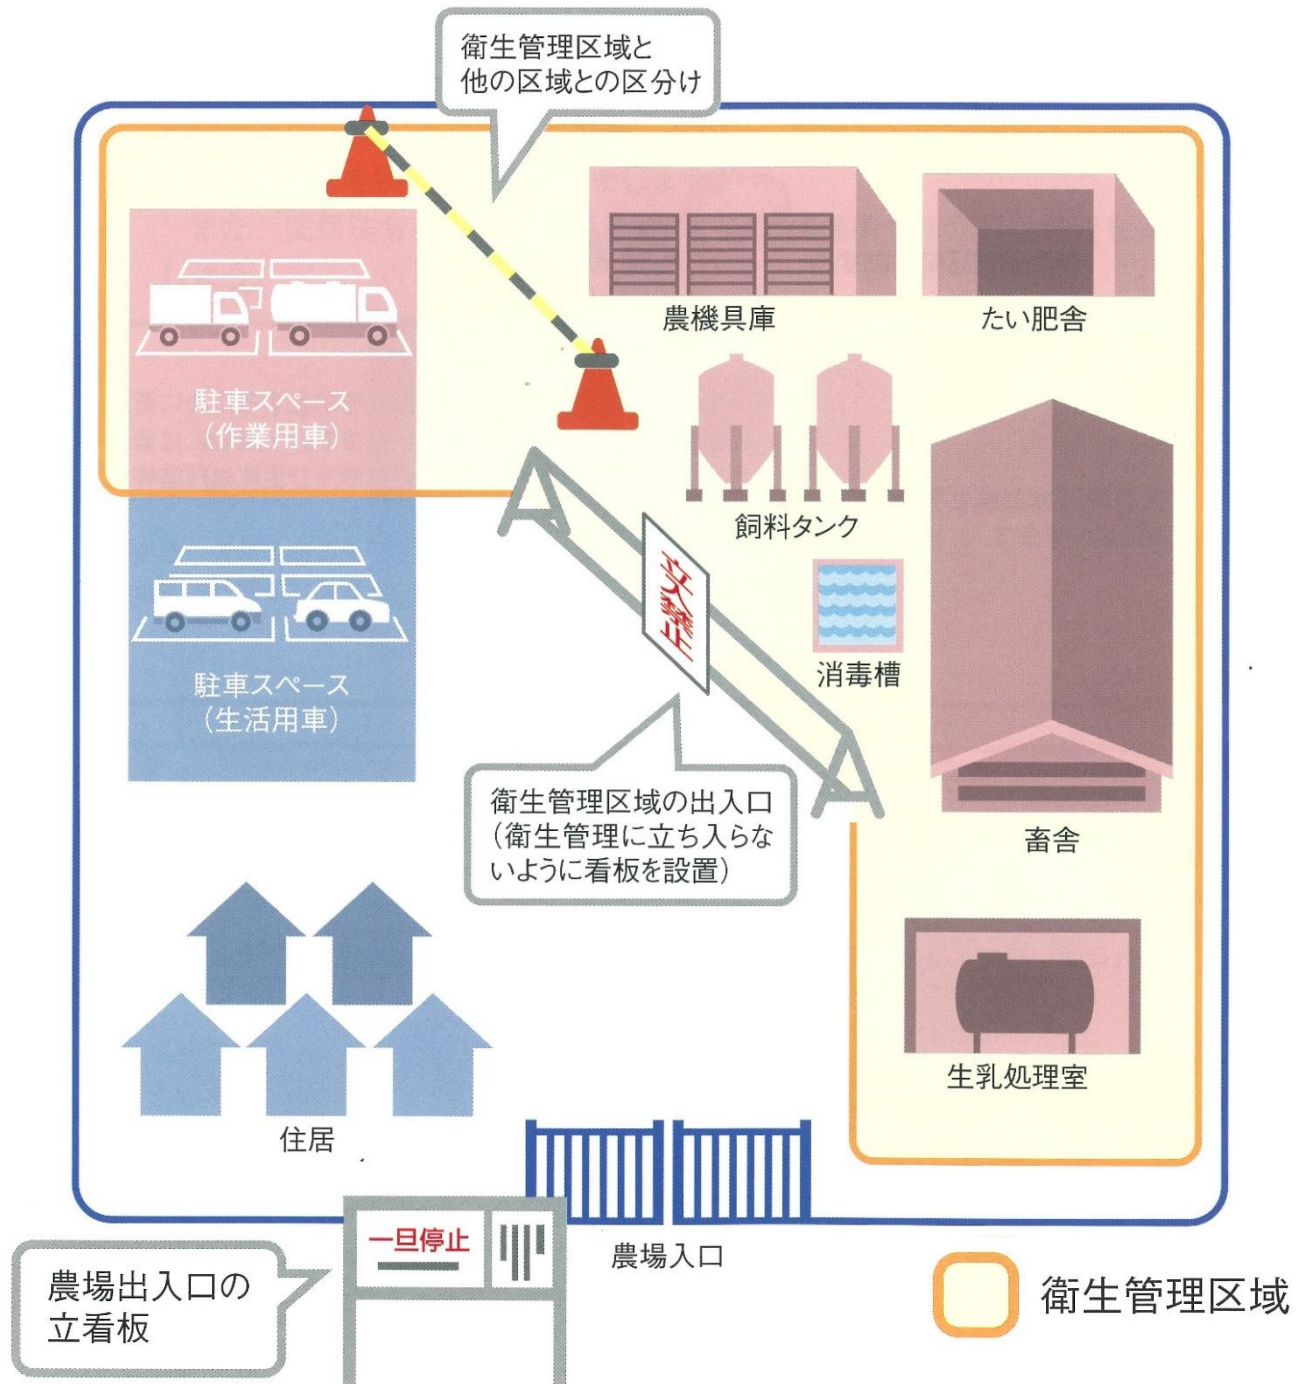 衛生管理区域と
他の区域との区分け
農機具庫
たい肥舎
駐車スペース
（作業用車）
飼料タンク
立入禁止
消毒槽
駐車スペース
（生活用車）
衛生管理区域の出入口
（衛生管理に立ち入らな
いように看板を設置）
畜舎
生乳処理室
住居
一旦停止
農場入口
農場出入口の
立看板
衛生管理区域